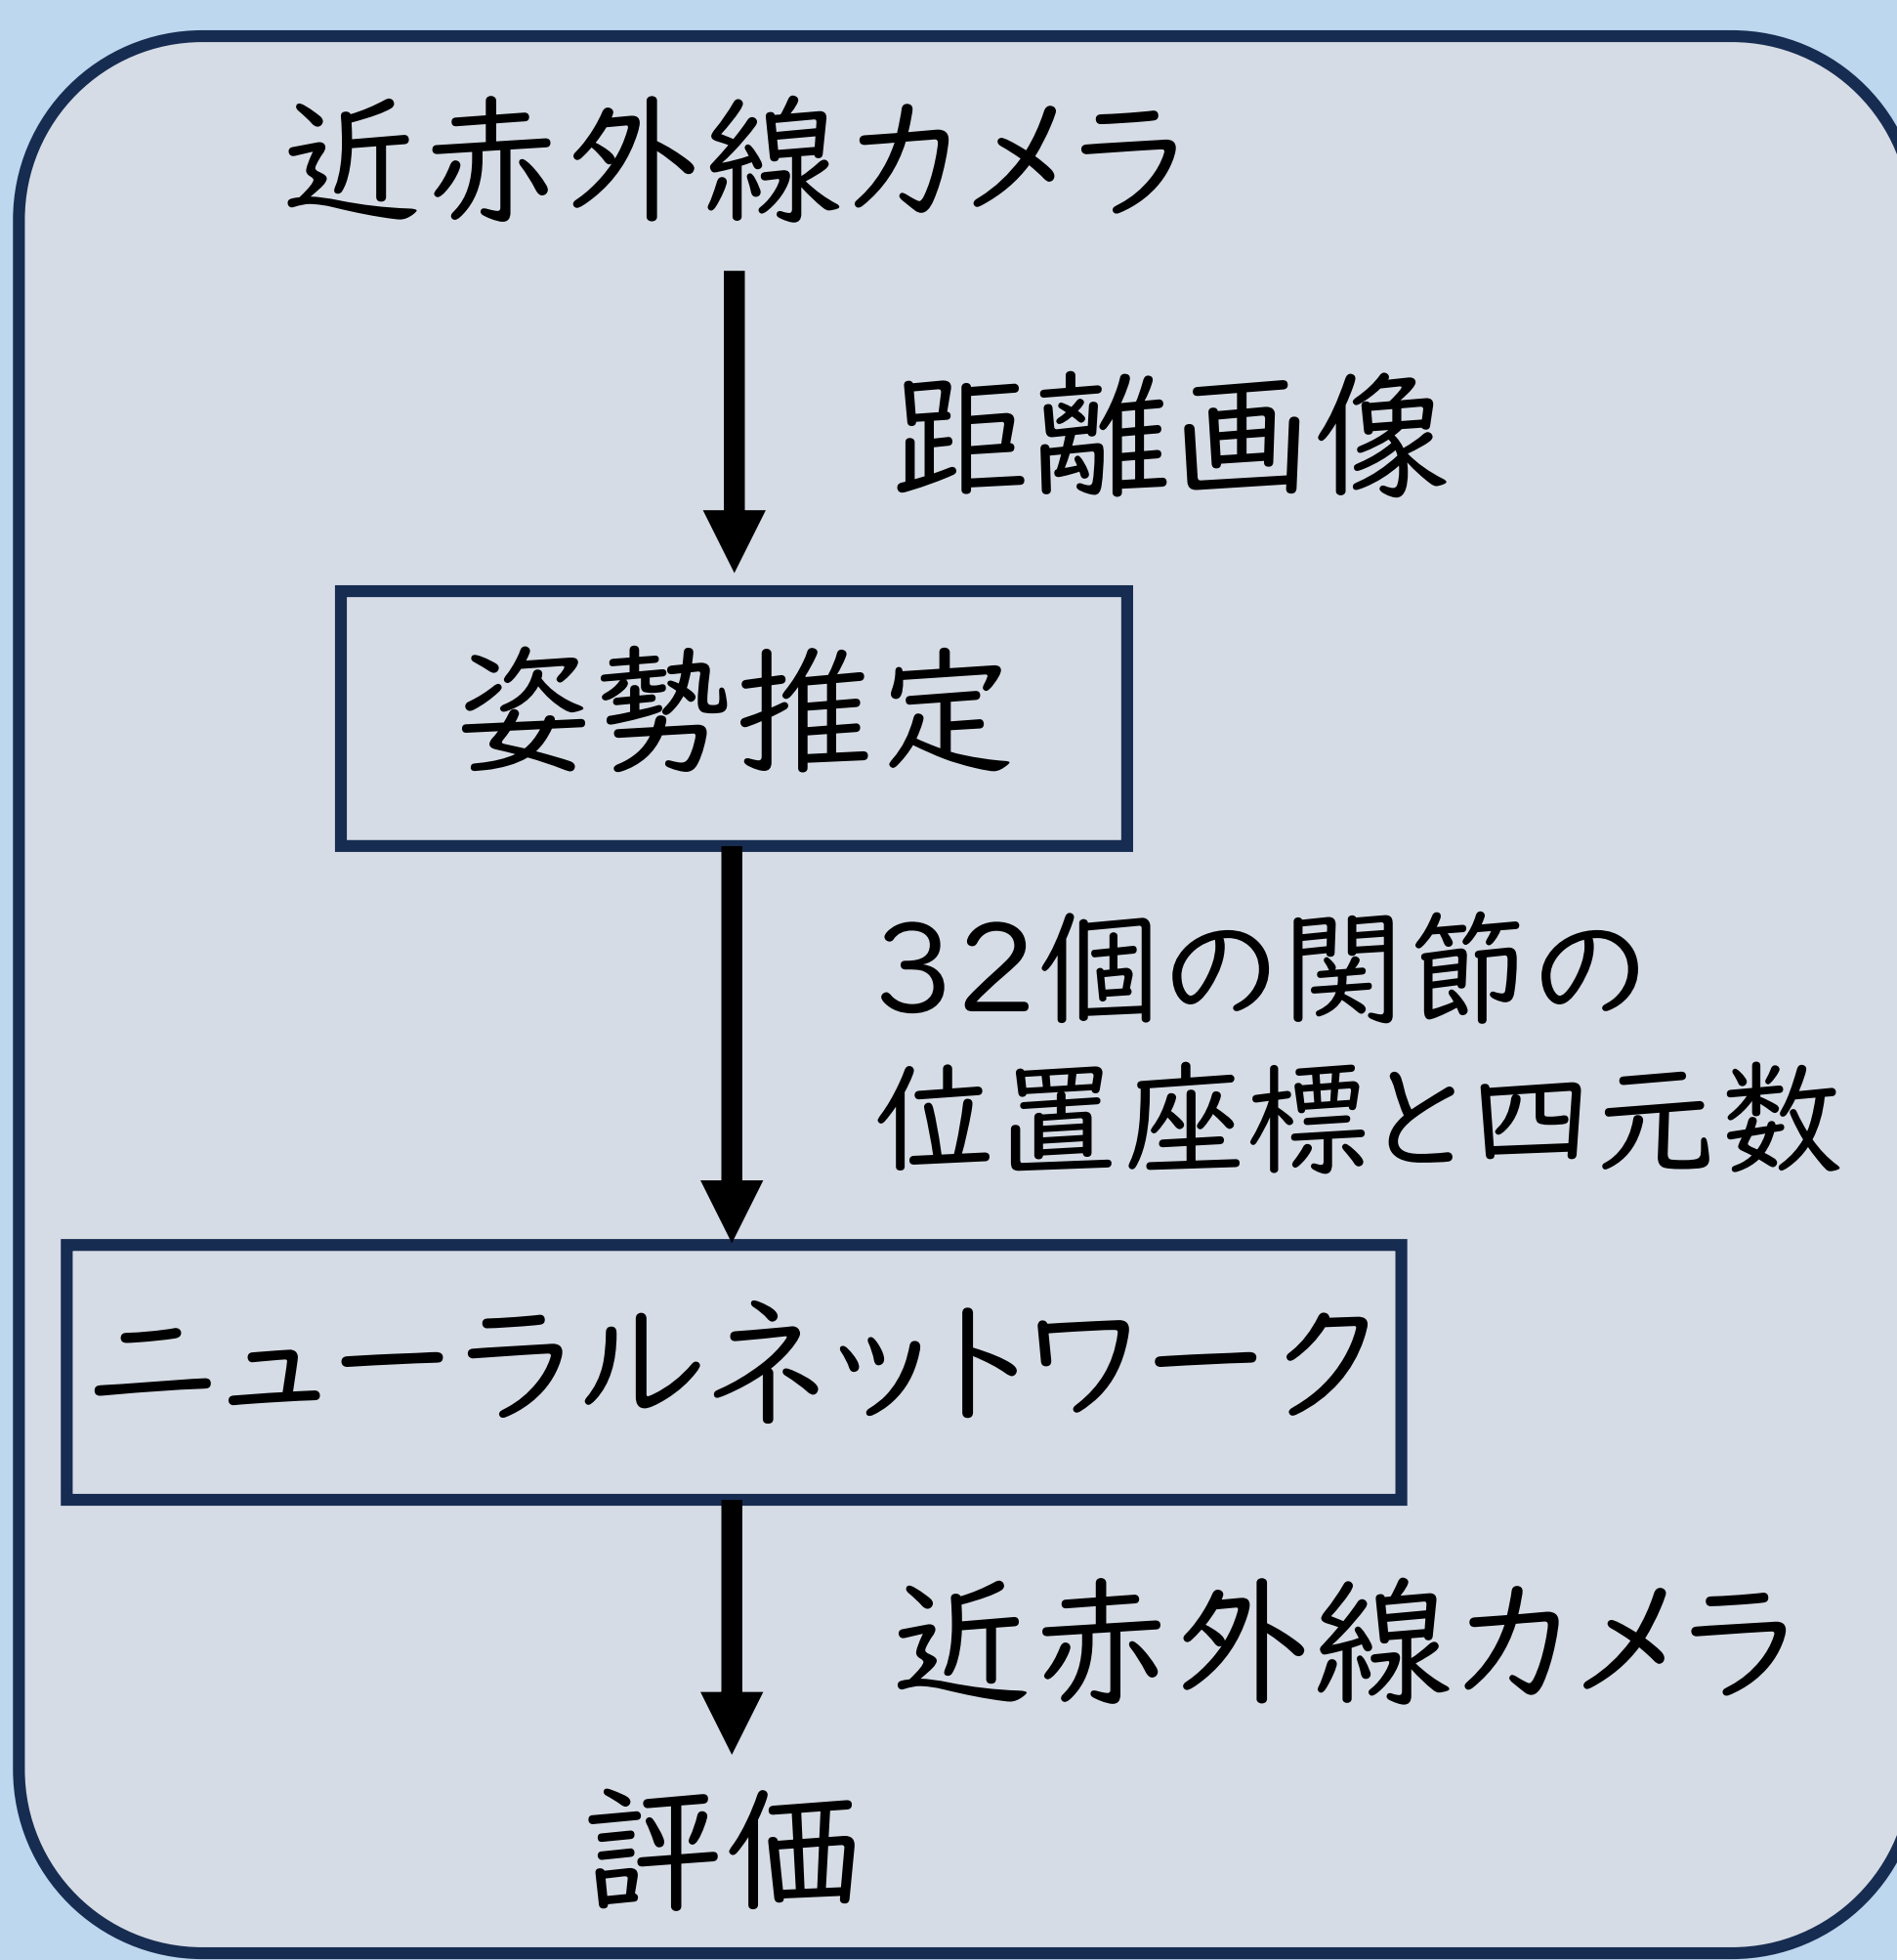 近赤外線カメラ
距離画像
姿勢推定
32個の関節の
位置座標と四元数
ニューラルネットワーク
近赤外線カメラ
評価